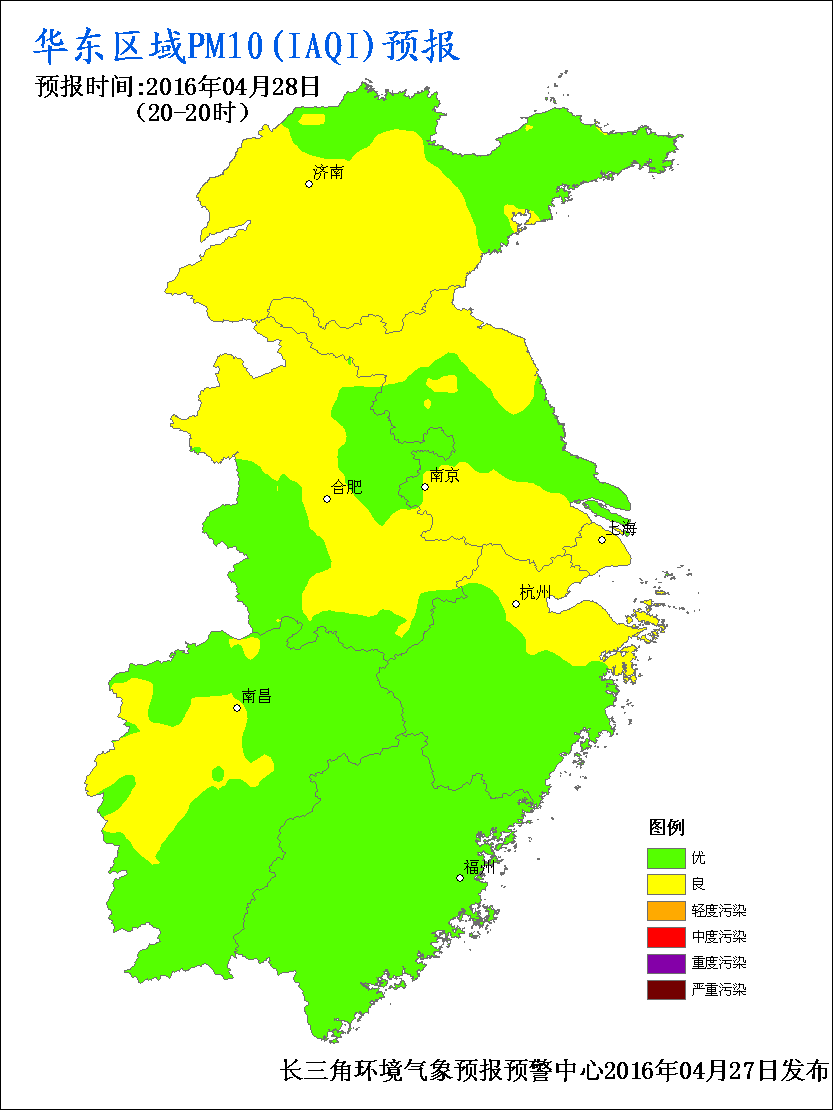 华东区域PM10(IAQI)预报
预报时间:2016年04月28日
(20-20时)
济南
南京
合肥
上海
杭州
南昌
福州
图例
优
良
轻度污染
中度污染
重度污染
严重污染
长三角环境气象预报预警中心2016年04月27日发布